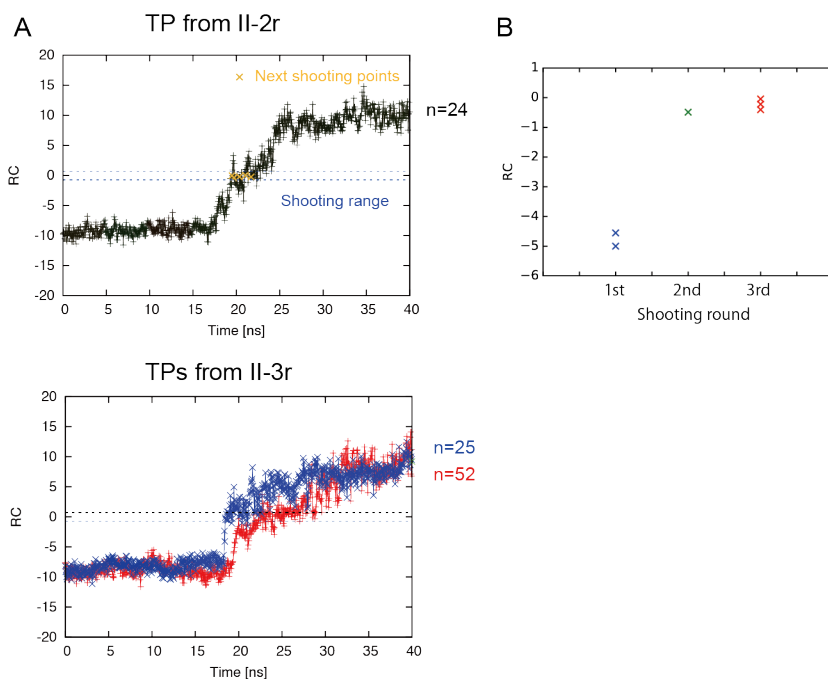 A
TP from II-2r
20
15
10
5
0
-5
-10
-15
-20
RC
Next shooting points
Shooting range
n=24
0 5 10 15 20 25 30 35 40
Time [ns]
B
1
0
−1
−2
−3
−4
−5
−6
RC
1st 2nd 3rd
Shooting round
TPs from II-3r
20
15
10
5
0
-5
-10
-15
-20
RC
n=25
n=52
0 5 10 15 20 25 30 35 40
Time [ns]